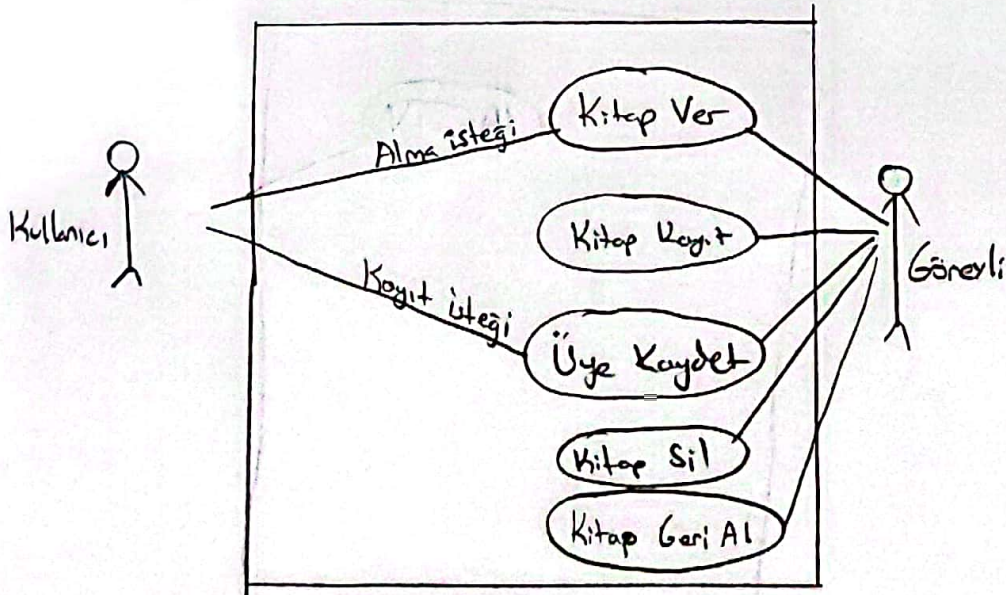 Kitap Ver
Alma isteği
Kullanıcı
Kitap Kayıt
Görevli
Kayıt isteği
Üye Kaydet
Kitap Sil
Kitap Geri Al